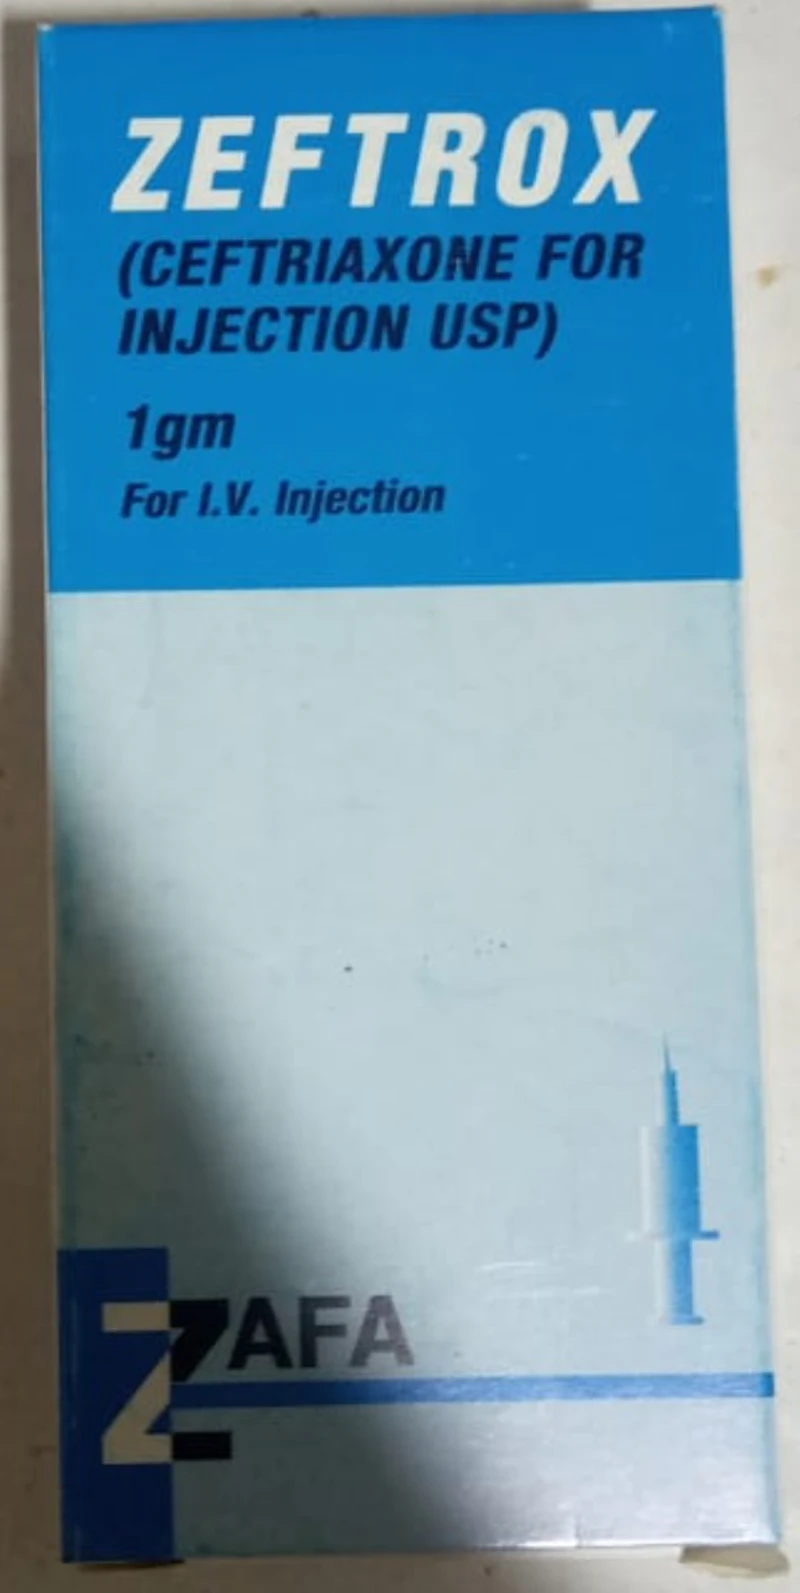 ZEFTROX
(CEFTRIAXONE FOR
INJECTION USP)
1gm
For I.V. Injection
ZAFA